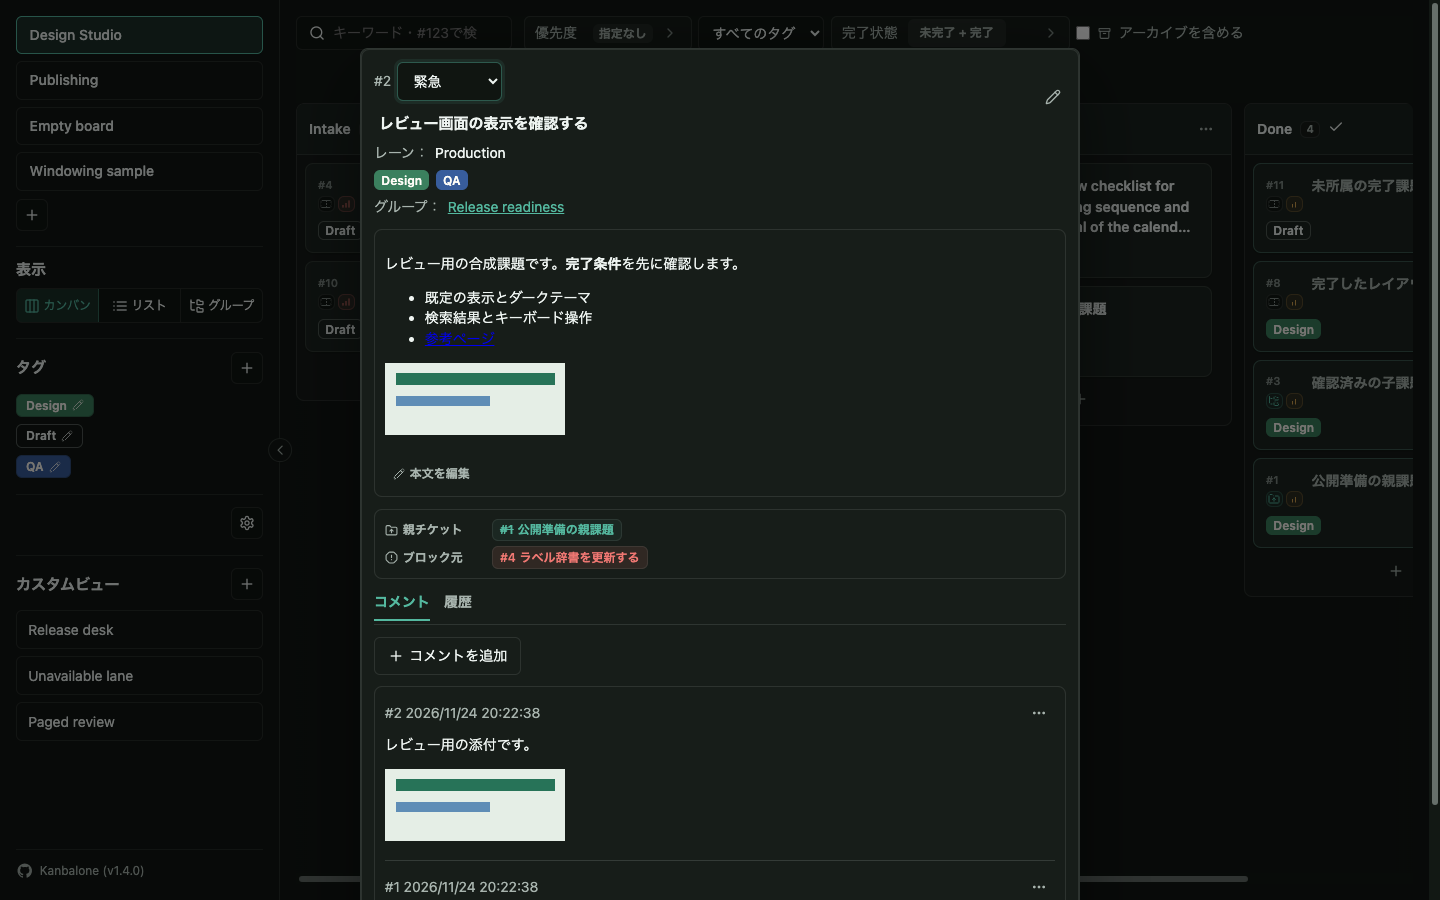 Design Studio
Publishing
Empty board
Windowing sample
表示
カンバン
リスト
グループ
タグ
Design
Draft
QA
カスタムビュー
Release desk
Unavailable lane
Paged review
Kanbalone (v1.4.0)
キーワード・#123で検
優先度 指定なし
すべてのタグ
完了状態 未完了 + 完了
アーカイブを含める
Intake
#4
Draft
#10
Draft
#2 緊急
レビュー画面の表示を確認する
レーン： Production
Design QA
グループ： Release readiness
レビュー用の合成課題です。完了条件を先に確認します。
既定の表示とダークテーマ
検索結果とキーボード操作
参考ページ
本文を編集
親チケット #1 公開準備の親課題
ブロック元 #4 ラベル辞書を更新する
コメント 履歴
コメントを追加
#2 2026/11/24 20:22:38
レビュー用の添付です。
#1 2026/11/24 20:22:38
w checklist for
ng sequence and
al of the calend...
課題
Done 4
#11 未所属の完了課
Draft
#8 完了したレイア
Design
#3 確認済みの子課
Design
#1 公開準備の親課
Design